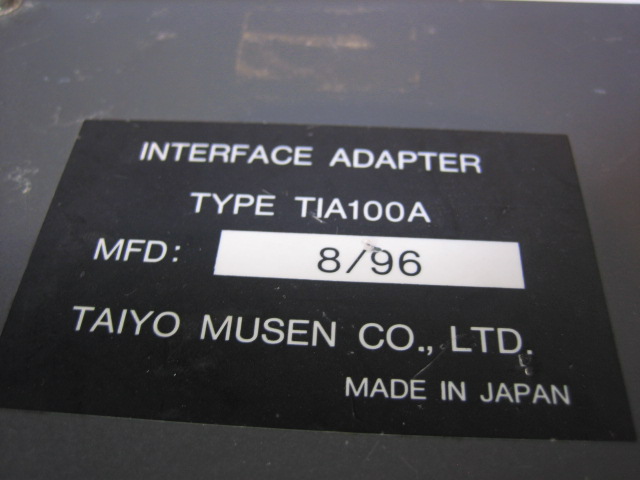 INTERFACE ADAPTER
TYPE TIA100A
MFD: 8/96
TAIYO MUSEN CO., LTD.
MADE IN JAPAN